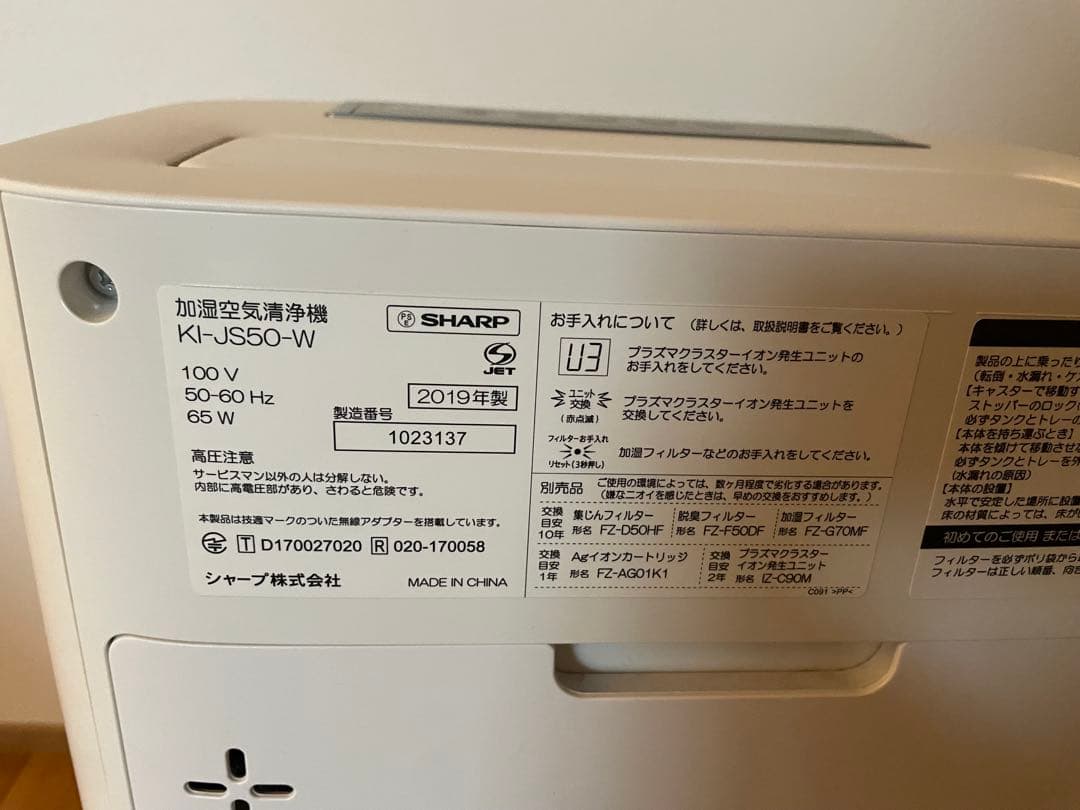 加湿空気清浄機
KI-JS50-W
PS E SHARP
JET
100 V
50-60 Hz
65 W
2019年製
製造番号
1023137
高圧注意
サービスマン以外の人は分解しない。
内部に高電圧部があり、さわると危険です。
本製品は技適マークのついた無線アダプターを搭載しています。
T D170027020 R 020-170058
シャープ株式会社 MADE IN CHINA
お手入れについて (詳しくは、取扱説明書をご覧ください。)
U3
プラズマクラスターイオン発生ユニットの
お手入れをしてください。
ユニット
交換
(赤点滅)
プラズマクラスターイオン発生ユニットを
交換してください。
フィルターお手入れ
リセット(3秒押し)
加湿フィルターなどのお手入れをしてください。
別売品
ご使用の環境によっては、数ヶ月程度で劣化する場合があります。
(嫌なニオイを感じたときは、早めの交換をおすすめします。)
交換
目安
10年
集じんフィルター
形名 FZ-D50HF
脱臭フィルター
形名 FZ-F50DF
加湿フィルター
形名 FZ-G70MF
交換
目安
1年
Agイオンカートリッジ
形名 FZ-AG01K1
交換
目安
2年
プラズマクラスター
イオン発生ユニット
形名 IZ-C90M
C091 >PP<
製品の上に乗った
(転倒・水漏れ・ケ
【キャスターで移動す
ストッパーのロック
必ずタンクとトレーの
【本体を持ち運ぶとき】
本体を傾けて移動させ
必ずタンクとトレーを
(水漏れの原因)
【本体の設置】
水平で安定した場所に設置
床の材質によっては、床が
初めてのご使用 または
フィルターを必ずポリ袋から
フィルターは正しい順番、向き